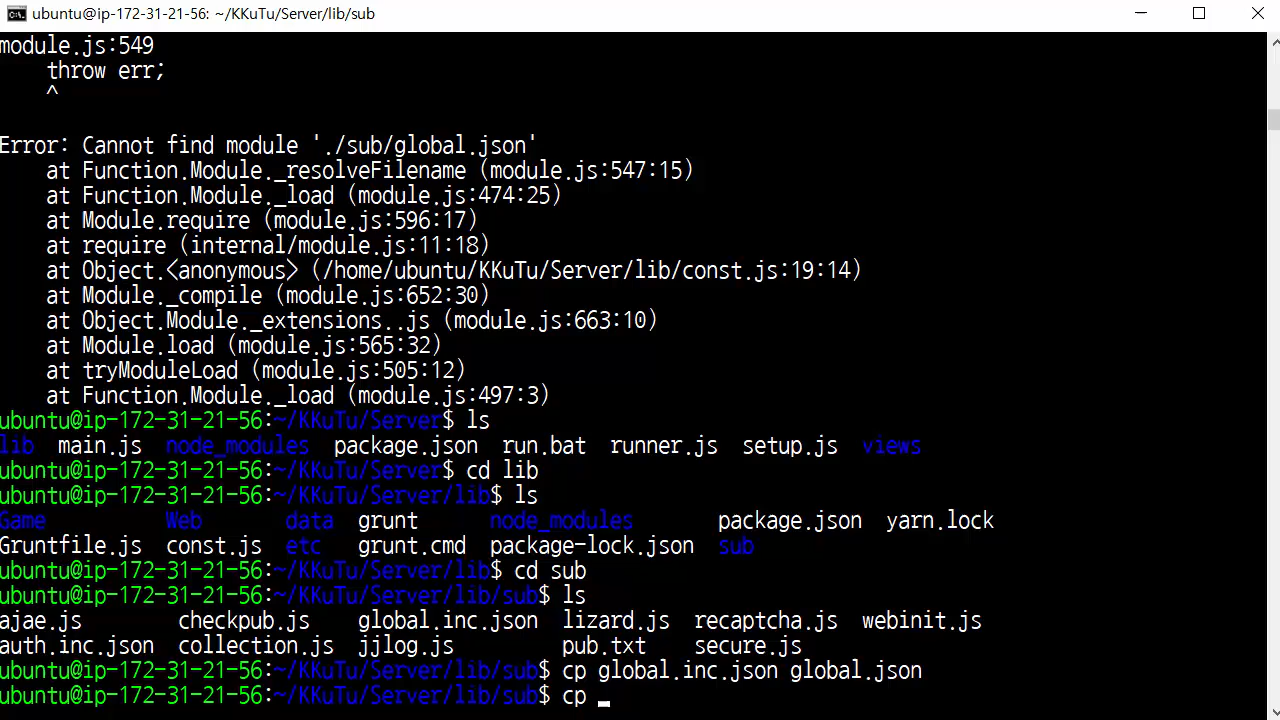 ubuntu@ip-172-31-21-56: ~/KKuTu/Server/lib/sub
module.js:549
throw err;
^
Error: Cannot find module './sub/global.json'
at Function.Module._resolveFilename (module.js:547:15)
at Function.Module._load (module.js:474:25)
at Module.require (module.js:596:17)
at require (internal/module.js:11:18)
at Object.<anonymous> (/home/ubuntu/KKuTu/Server/lib/const.js:19:14)
at Module._compile (module.js:652:30)
at Object.Module._extensions..js (module.js:663:10)
at Module.load (module.js:565:32)
at tryModuleLoad (module.js:505:12)
at Function.Module._load (module.js:497:3)
ubuntu@ip-172-31-21-56:~/KKuTu/Server$ ls
lib main.js node_modules package.json run.bat runner.js setup.js views
ubuntu@ip-172-31-21-56:~/KKuTu/Server$ cd lib
ubuntu@ip-172-31-21-56:~/KKuTu/Server/lib$ ls
Game Web data grunt node_modules package.json yarn.lock
Gruntfile.js const.js etc grunt.cmd package-lock.json sub
ubuntu@ip-172-31-21-56:~/KKuTu/Server/lib$ cd sub
ubuntu@ip-172-31-21-56:~/KKuTu/Server/lib/sub$ ls
ajae.js checkpub.js global.inc.json lizard.js recaptcha.js webinit.js
auth.inc.json collection.js jjlog.js pub.txt secure.js
ubuntu@ip-172-31-21-56:~/KKuTu/Server/lib/sub$ cp global.inc.json global.json
ubuntu@ip-172-31-21-56:~/KKuTu/Server/lib/sub$ cp